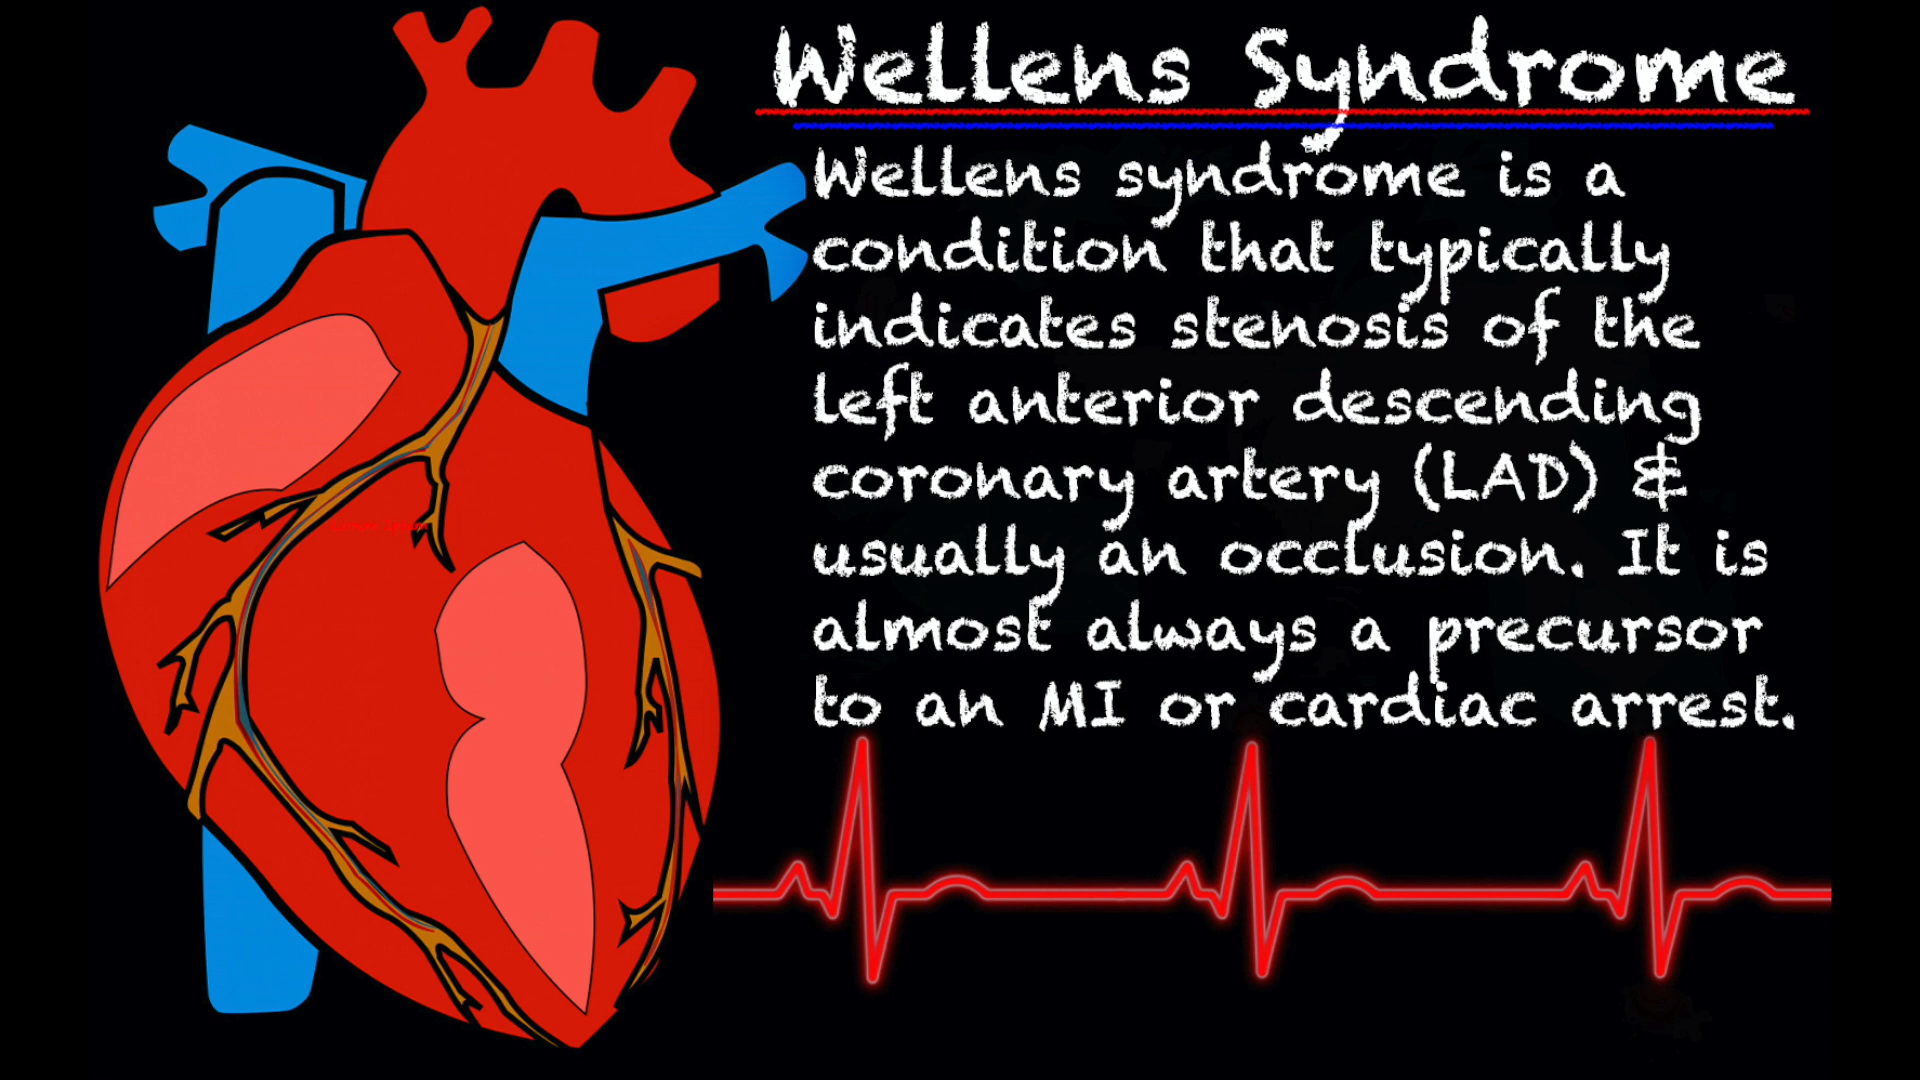 Wellens Syndrome
Wellens syndrome is a
condition that typically
indicates stenosis of the
left anterior descending
coronary artery (LAD) &
usually an occlusion. It is
almost always a precursor
to an MI or cardiac arrest.